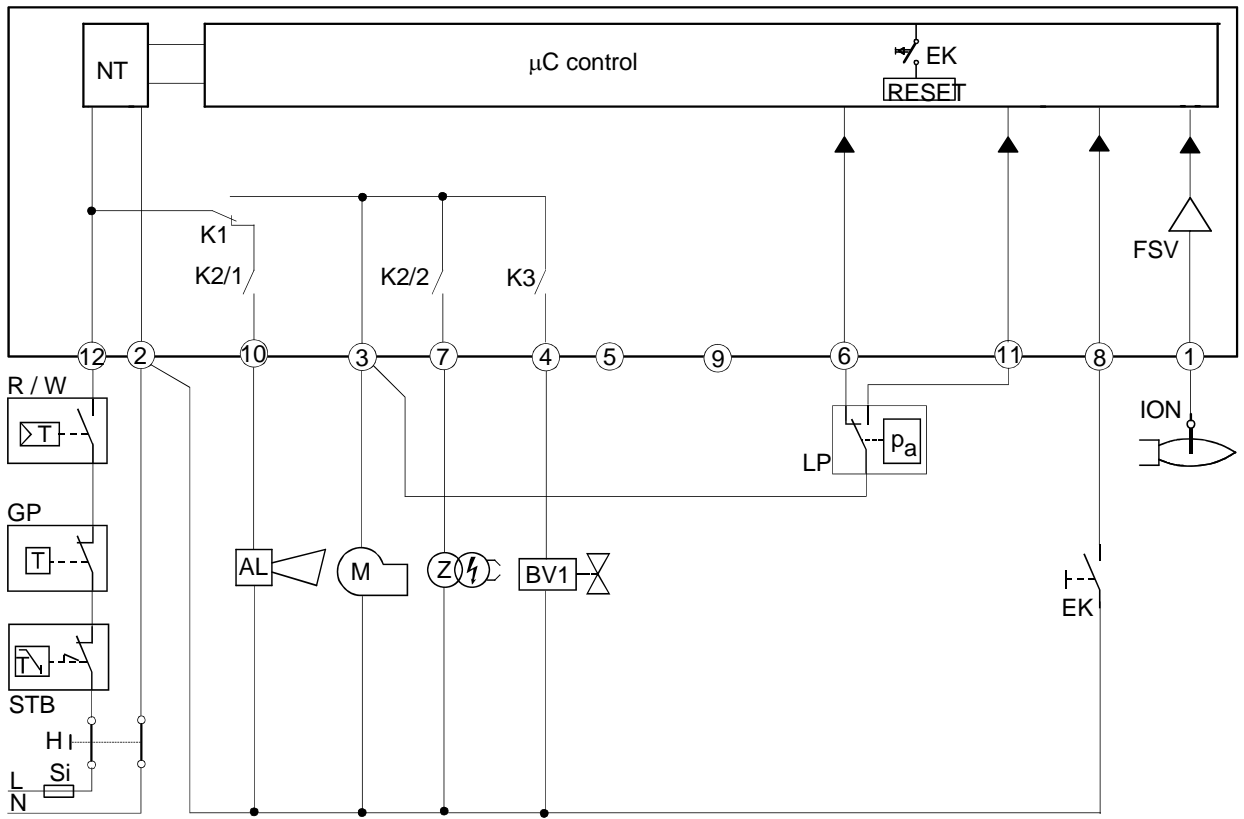 NT
µC control
EK
RESET
K1
K2/1
K2/2
K3
FSV
12
2
10
3
7
4
5
9
6
11
8
1
R / W
T
ION
LP
pa
GP
T
AL
M
Z
BV1
EK
T
STB
H
Si
L
N